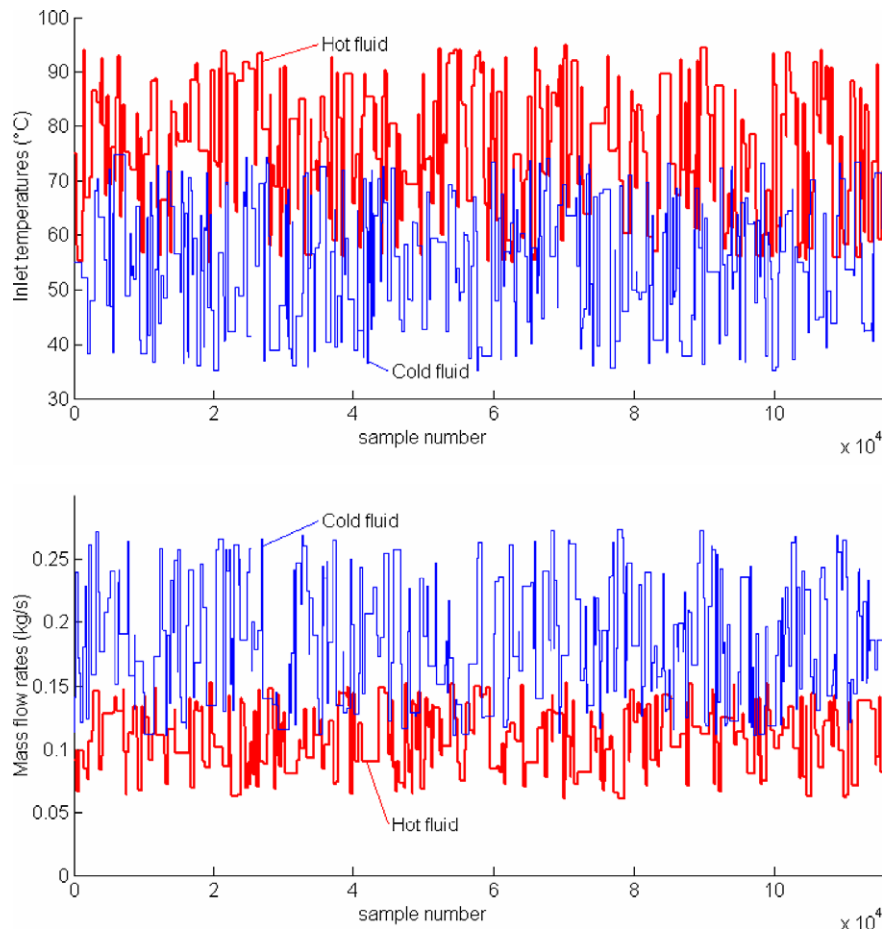 100
90
80
70
60
50
40
30
Inlet temperatures (°C)
Hot fluid
Cold fluid
0 2 4 6 8 10
sample number
x 10^4
0.25
0.2
0.15
0.1
0.05
0
Mass flow rates (kg/s)
Cold fluid
Hot fluid
0 2 4 6 8 10
sample number
x 10^4